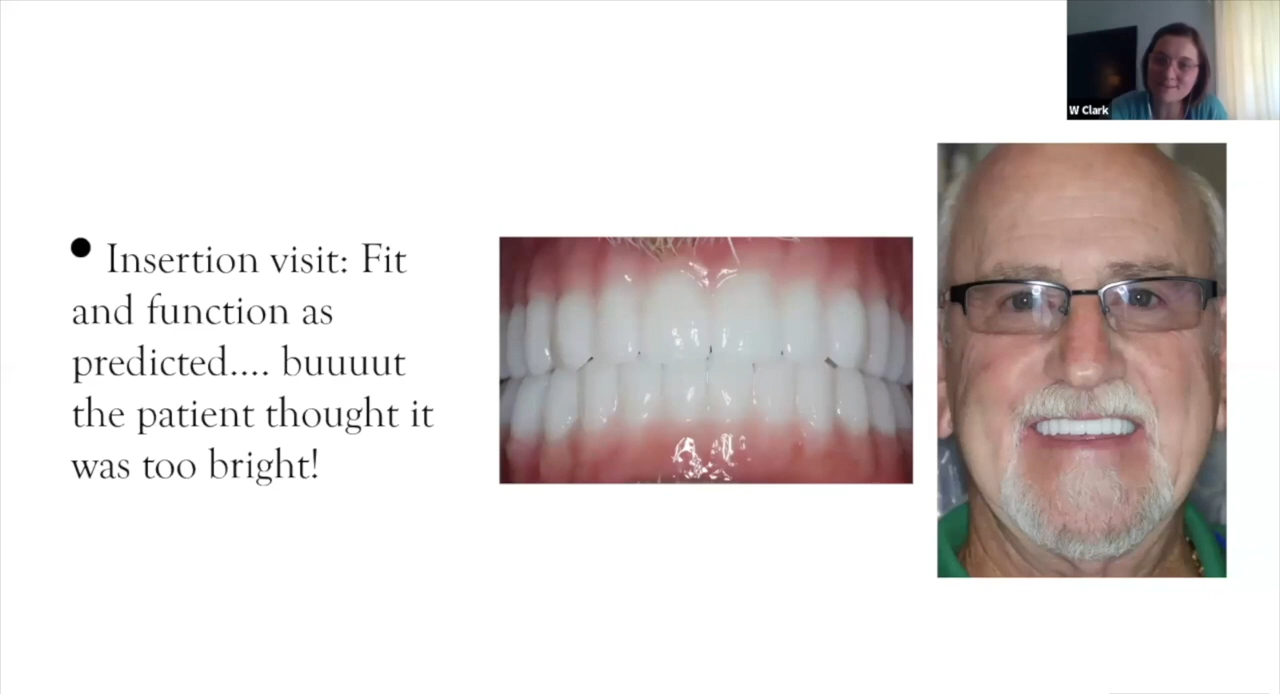 W Clark
• Insertion visit: Fit
and function as
predicted.... buuuut
the patient thought it
was too bright!